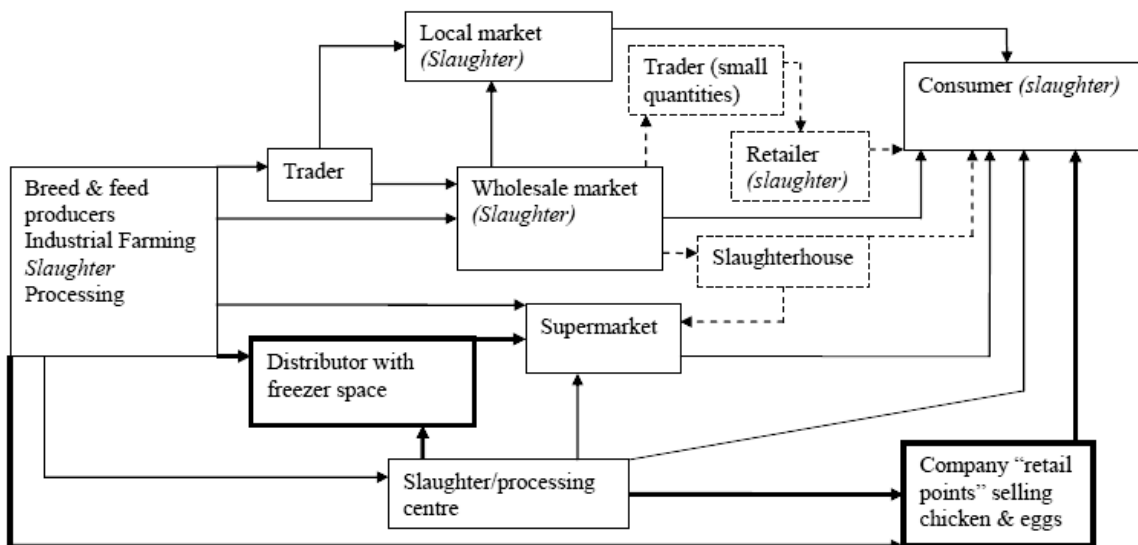 Local market
(Slaughter)
Trader (small
quantities)
Consumer (slaughter)
Trader
Retailer
(slaughter)
Breed & feed
producers
Industrial Farming
Slaughter
Processing
Wholesale market
(Slaughter)
Slaughterhouse
Supermarket
Distributor with
freezer space
Slaughter/processing
centre
Company “retail
points” selling
chicken & eggs